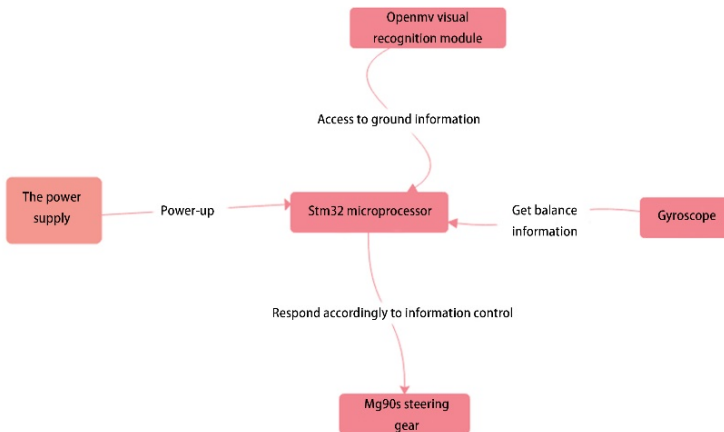 Openmv visual
recognition module
Access to ground information
The power
supply
Power-up
Stm32 microprocessor
Get balance
information
Gyroscope
Respond accordingly to information control
Mg90s steering
gear